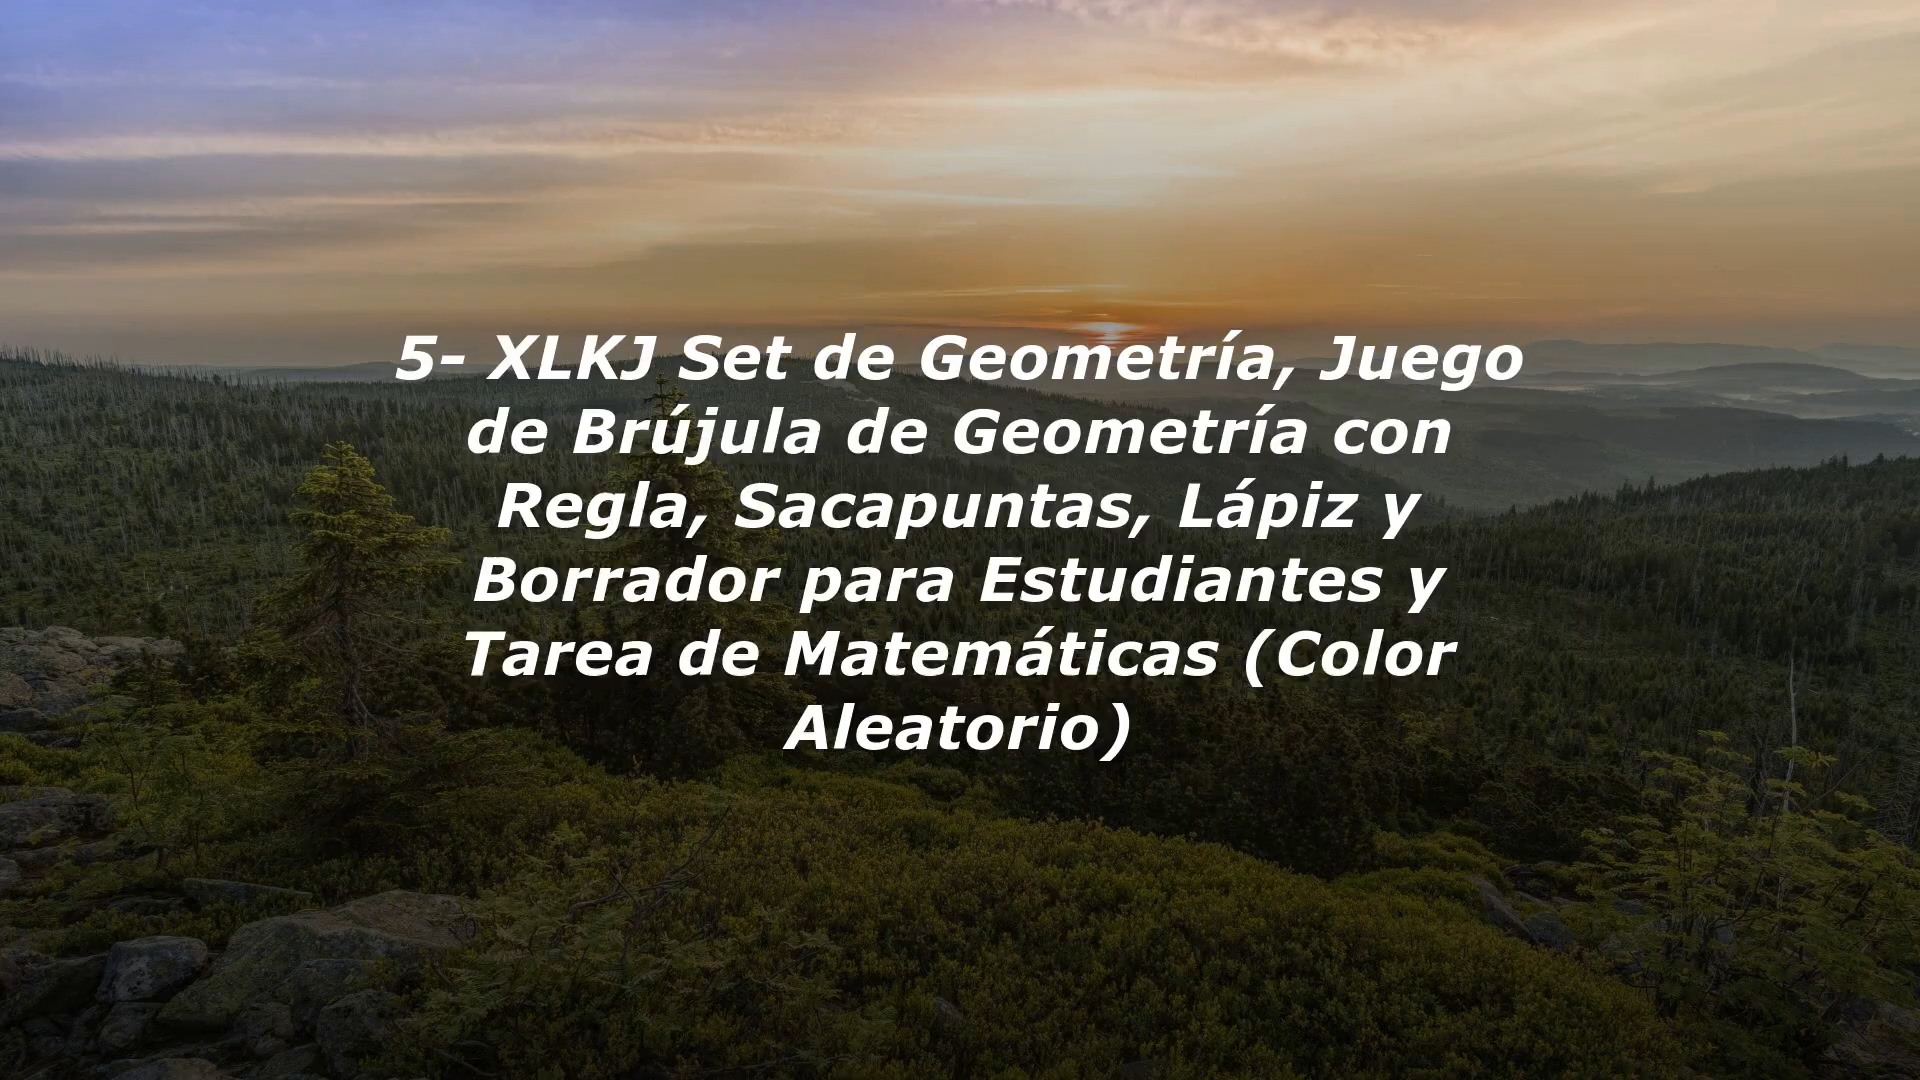 5- XLKJ Set de Geometría, Juego
de Brújula de Geometría con
Regla, Sacapuntas, Lápiz y
Borrador para Estudiantes y
Tarea de Matemáticas (Color
Aleatorio)